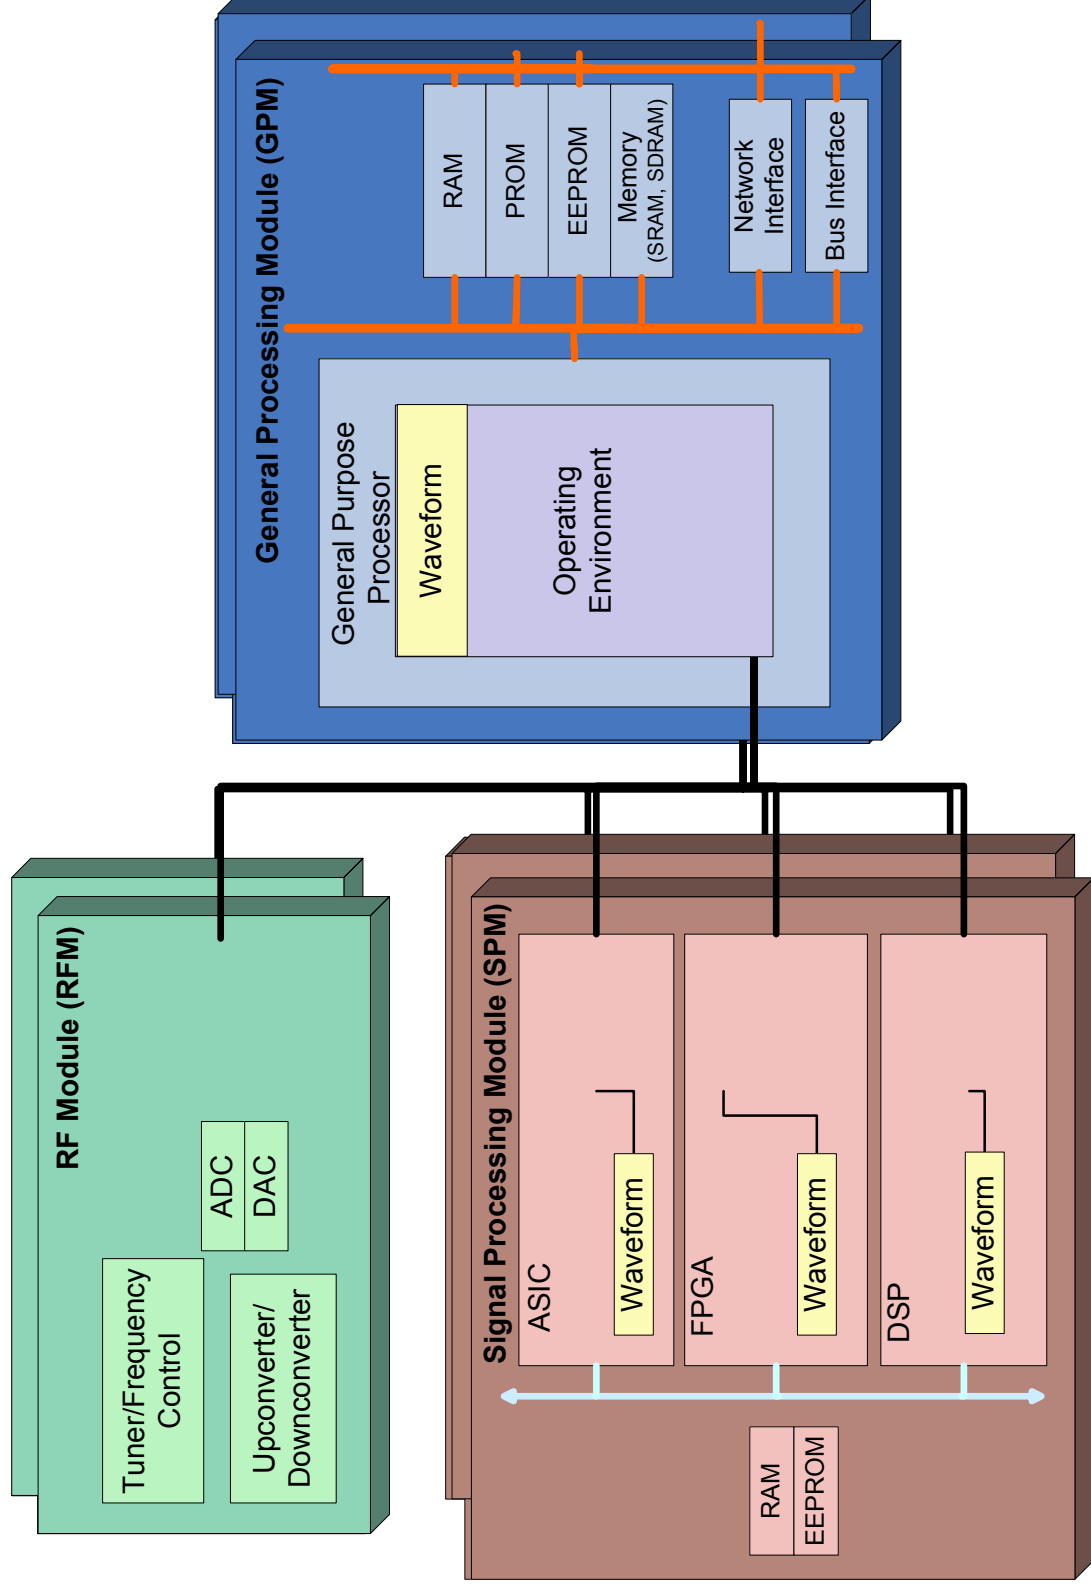 General Processing Module (GPM)
General Purpose
Processor
Waveform
Operating
Environment
RAM
PROM
EEPROM
Memory
(SRAM, SDRAM)
Network
Interface
Bus Interface
RF Module (RFM)
Tuner/Frequency
Control
ADC
DAC
Upconverter/
Downconverter
Signal Processing Module (SPM)
ASIC
Waveform
FPGA
Waveform
DSP
Waveform
RAM
EEPROM